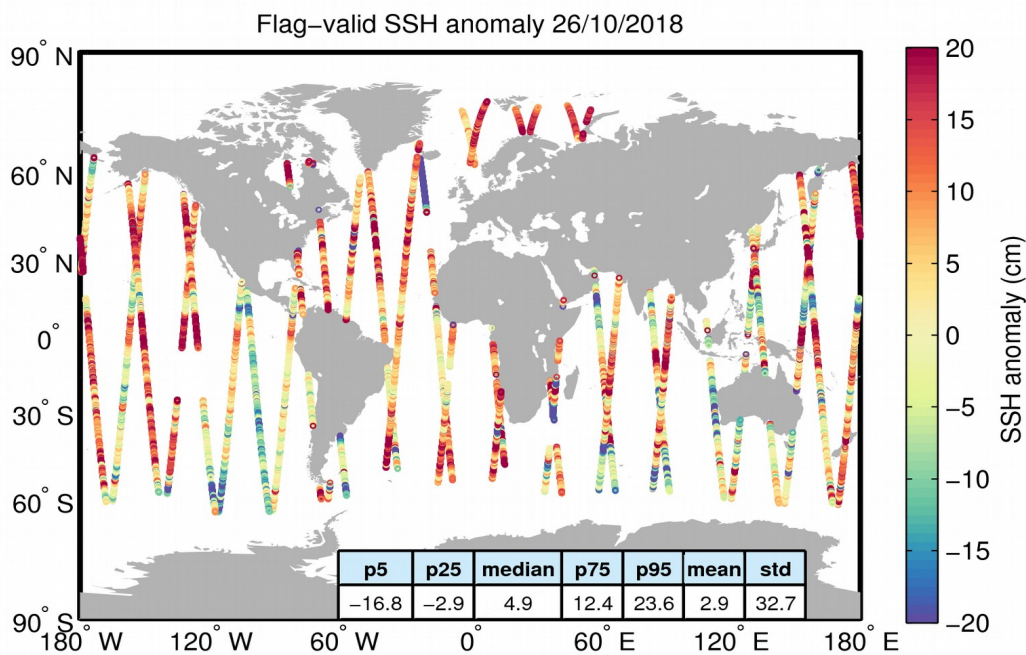 Flag−valid SSH anomaly 26/10/2018
90° N
60° N
30° N
0°
30° S
60° S
90° S
180° W
120° W
60° W
0°
60° E
120° E
180° E
p5 p25 median p75 p95 mean std
−16.8 −2.9 4.9 12.4 23.6 2.9 32.7
20
15
10
5
0
−5
−10
−15
−20
SSH anomaly (cm)